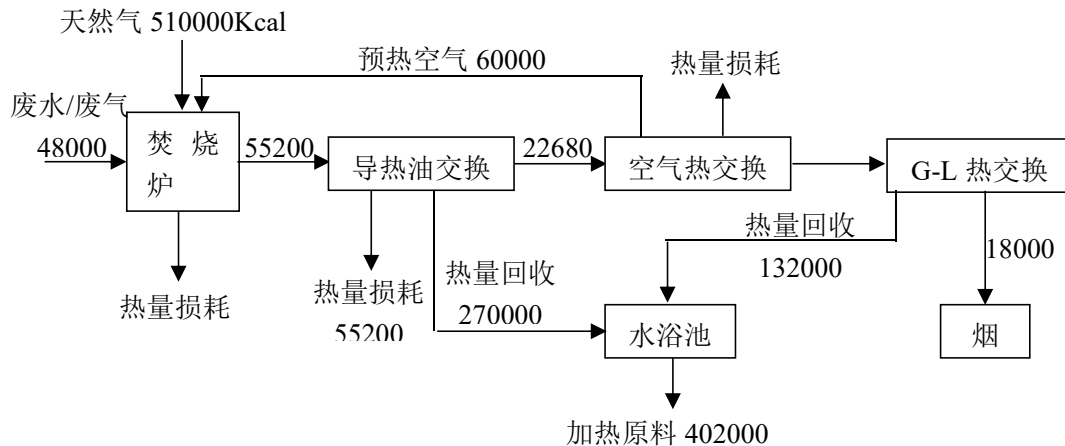 天然气 510000Kcal
预热空气 60000
热量损耗
废水/废气
48000
焚 烧
炉
55200
导热油交换
22680
空气热交换
G-L 热交换
热量回收
132000
18000
热量损耗
热量损耗
55200
热量回收
270000
水浴池
烟
加热原料 402000